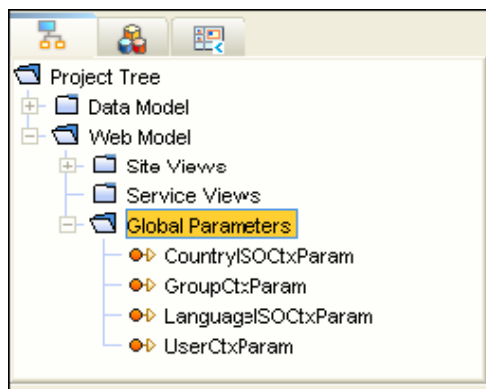 Project Tree
Data Model
Web Model
Site Views
Service Views
Global Parameters
CountryISOCtxParam
GroupCtxParam
LanguageISOCtxParam
UserCtxParam